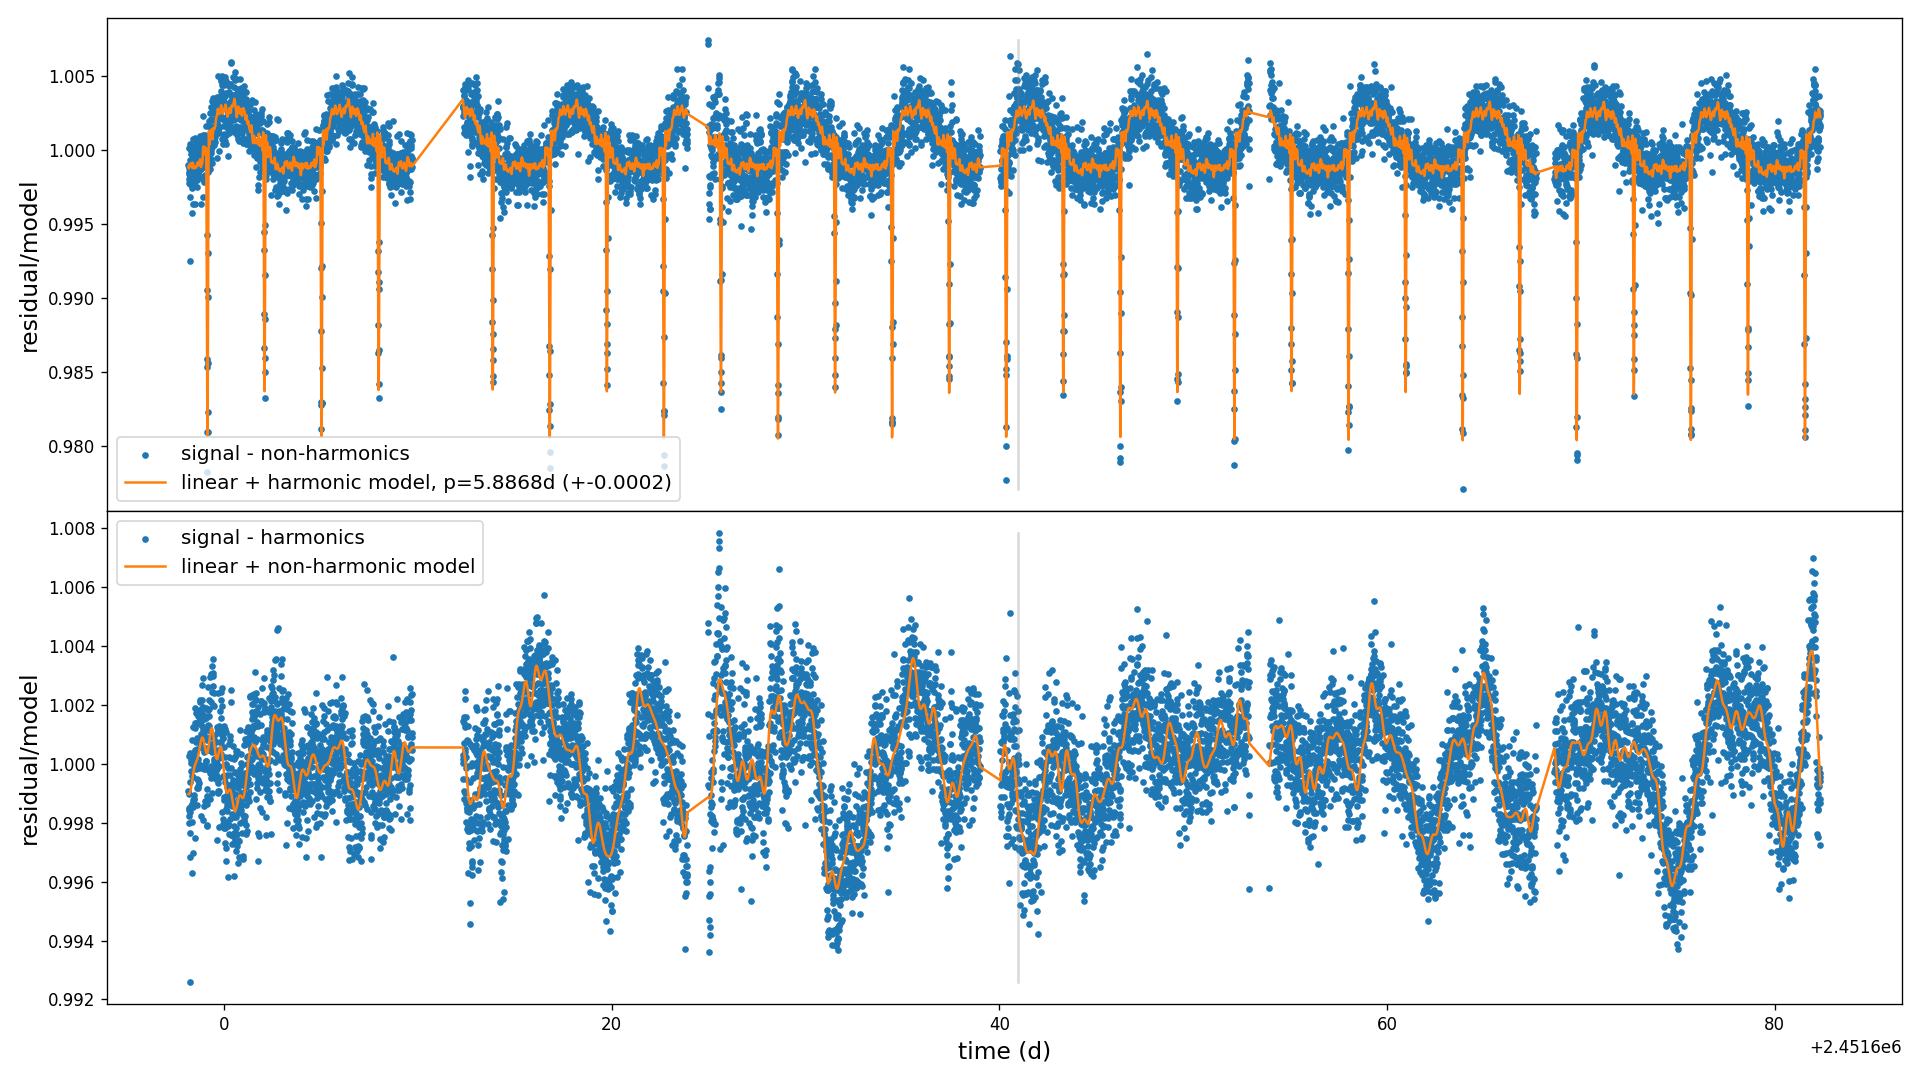 residual/model
1.005
1.000
0.995
0.990
0.985
0.980
signal - non-harmonics
linear + harmonic model, p=5.8868d (+-0.0002)
residual/model
1.008
1.006
1.004
1.002
1.000
0.998
0.996
0.994
0.992
signal - harmonics
linear + non-harmonic model
0
20
40
60
80
time (d)
+2.4516e6